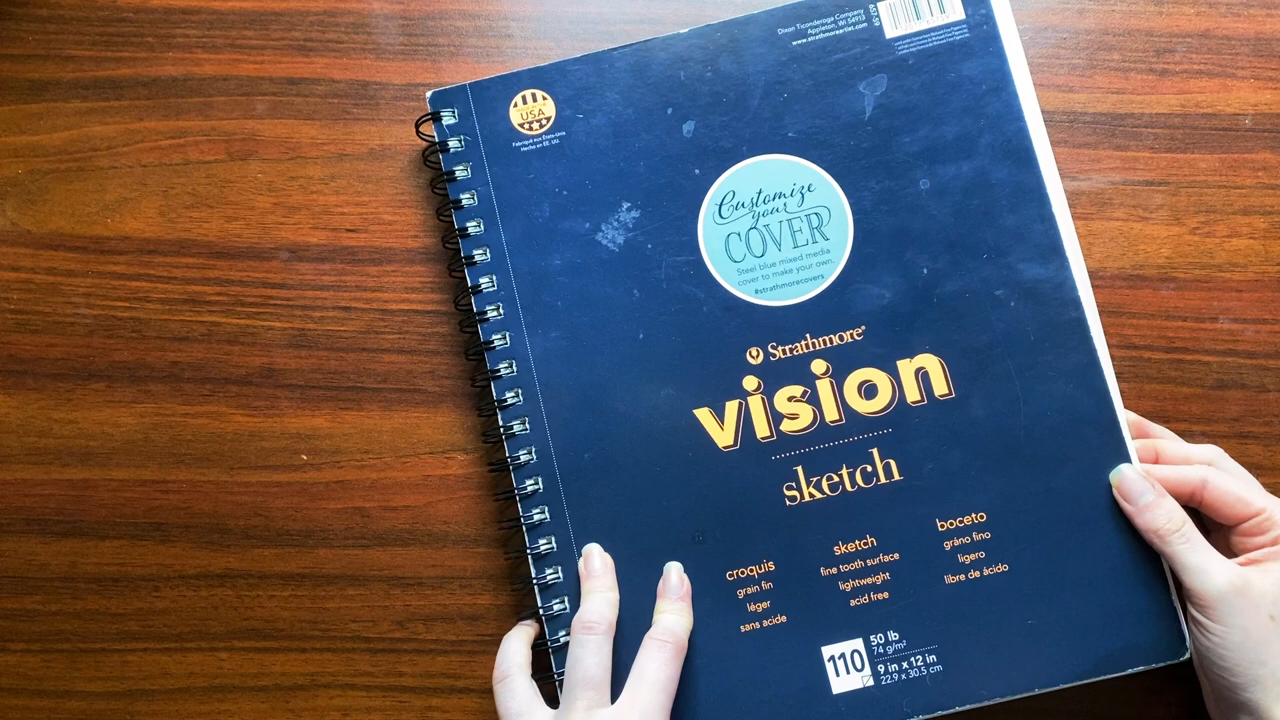 Dixon Ticonderoga Company
Appleton, Wi 54913
www.strathmoreartist.com
657-59
USA
Fabriqué aux États-Unis
Hecho en EE. UU.
Customize
your
COVER
Steel blue mixed media
cover to make your own.
#strathmorecovers
Strathmore®
vision
sketch
croquis
grain fin
léger
sans acide
sketch
fine tooth surface
lightweight
acid free
boceto
gráno fino
ligero
libre de ácido
110
50 lb
74 g/m²
9 in x 12 in
22.9 x 30.5 cm